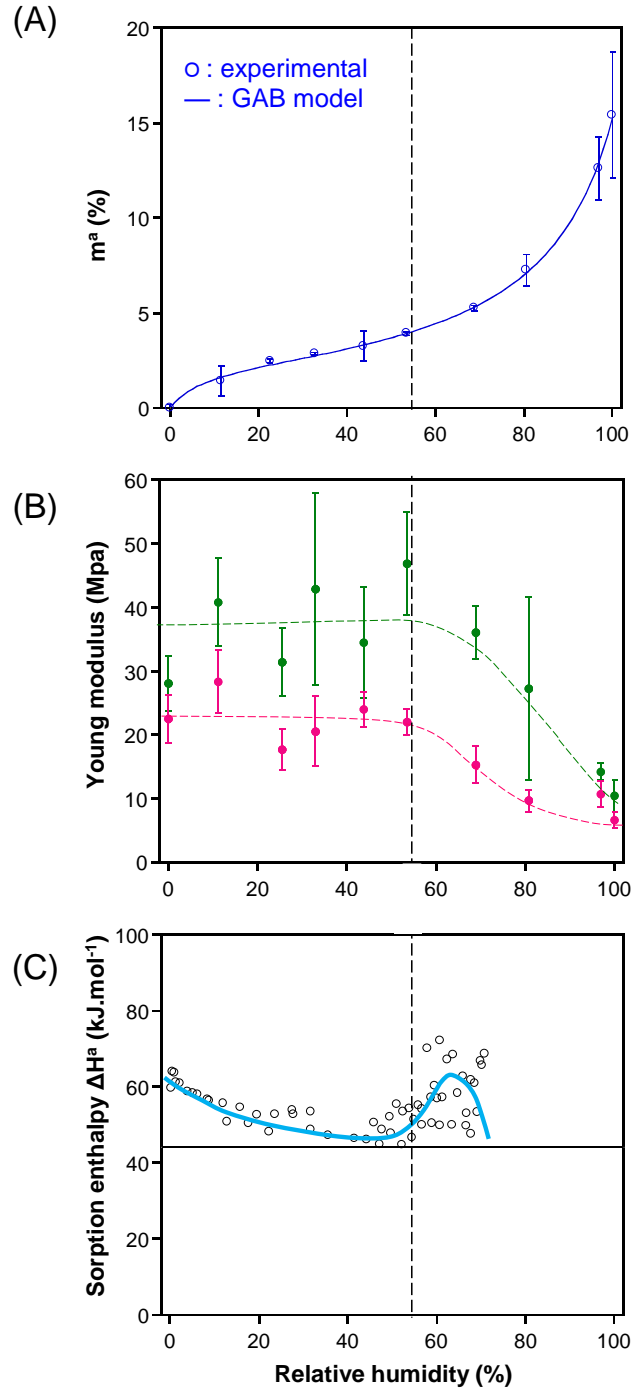 (A)
20
15
10
5
0
mᵃ (%)
o : experimental
— : GAB model
0 20 40 60 80 100
(B)
60
50
40
30
20
10
0
Young modulus (Mpa)
0 20 40 60 80 100
(C)
100
80
60
40
20
0
Sorption enthalpy ΔHᵃ (kJ.mol⁻¹)
0 20 40 60 80 100
Relative humidity (%)